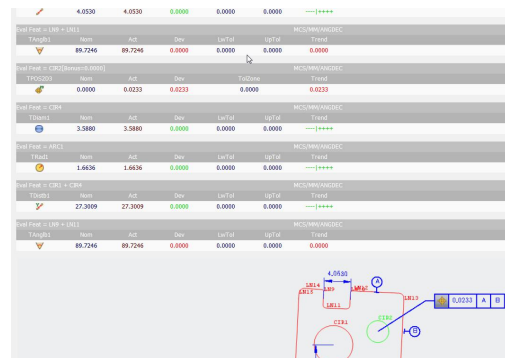 4.0530 4.0530 0.0000 0.0000 0.0000 ----|++++
Eval Feat = LN9 + LN11 MCS/MM/ANGDEC
TAnglb1 Nom Act Dev LwTol UpTol Trend
89.7246 89.7246 0.0000 0.0000 0.0000 0.0000
Eval Feat = CIR2[Bonus=0.0000] MCS/MM/ANGDEC
TPOS2D3 Nom Act Dev TolZone Trend
0.0000 0.0233 0.0233 0.0000 0.0233
Eval Feat = CIR4 MCS/MM/ANGDEC
TDiam1 Nom Act Dev LwTol UpTol Trend
3.5880 3.5880 0.0000 0.0000 0.0000 ----|++++
Eval Feat = ARC1 MCS/MM/ANGDEC
TRad1 Nom Act Dev LwTol UpTol Trend
1.6636 1.6636 0.0000 0.0000 0.0000 ----|++++
Eval Feat = CIR1 + CIR4 MCS/MM/ANGDEC
TDistb1 Nom Act Dev LwTol UpTol Trend
27.3009 27.3009 0.0000 0.0000 0.0000 ----|++++
Eval Feat = LN9 + LN11 MCS/MM/ANGDEC
TAnglb1 Nom Act Dev LwTol UpTol Trend
89.7246 89.7246 0.0000 0.0000 0.0000 0.0000
4.0530
A
LN14
LN15 LN9
LN13
LN11
0,0233 A B
CIR1
CIR2
B